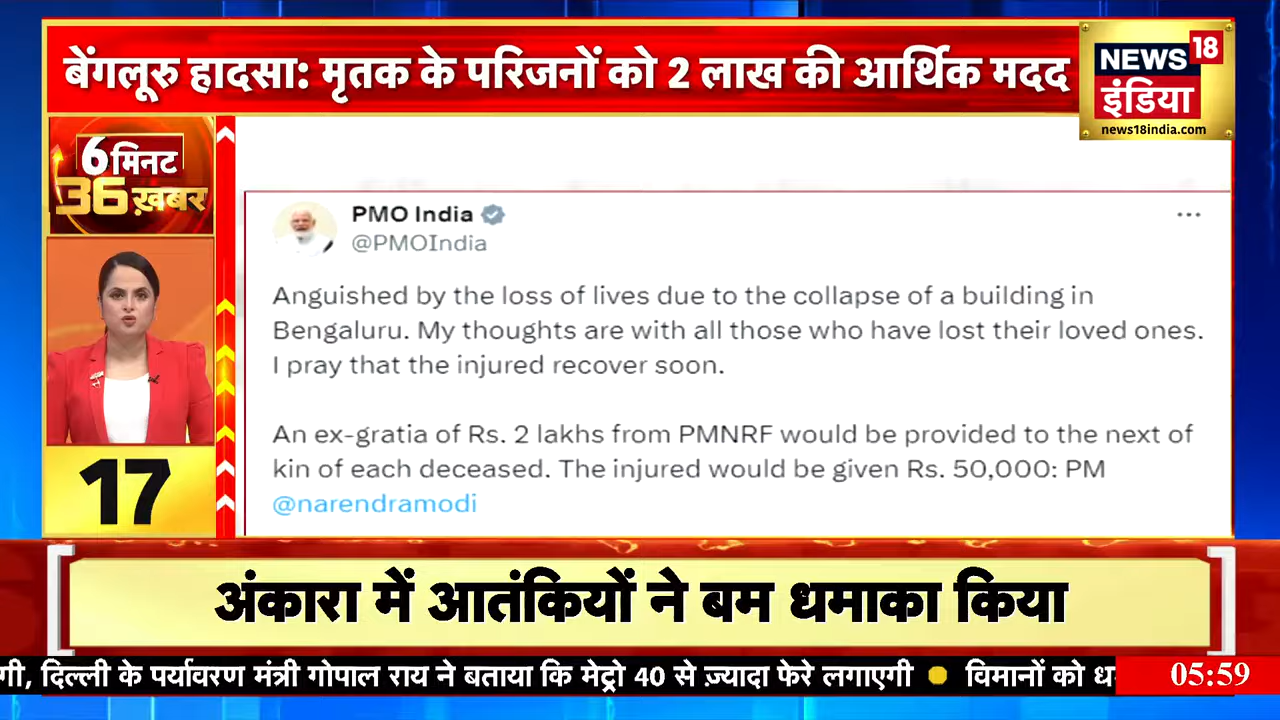 बेंगलूरु हादसा: मृतक के परिजनों को 2 लाख की आर्थिक मदद
NEWS 18
इंडिया
news18india.com
6 मिनट
36 ख़बर
PMO India
@PMOIndia
Anguished by the loss of lives due to the collapse of a building in
Bengaluru. My thoughts are with all those who have lost their loved ones.
I pray that the injured recover soon.
An ex-gratia of Rs. 2 lakhs from PMNRF would be provided to the next of
kin of each deceased. The injured would be given Rs. 50,000: PM
@narendramodi
17
अंकारा में आतंकियों ने बम धमाका किया
गी, दिल्ली के पर्यावरण मंत्री गोपाल राय ने बताया कि मेट्रो 40 से ज़्यादा फेरे लगाएगी विमानों को
05:59